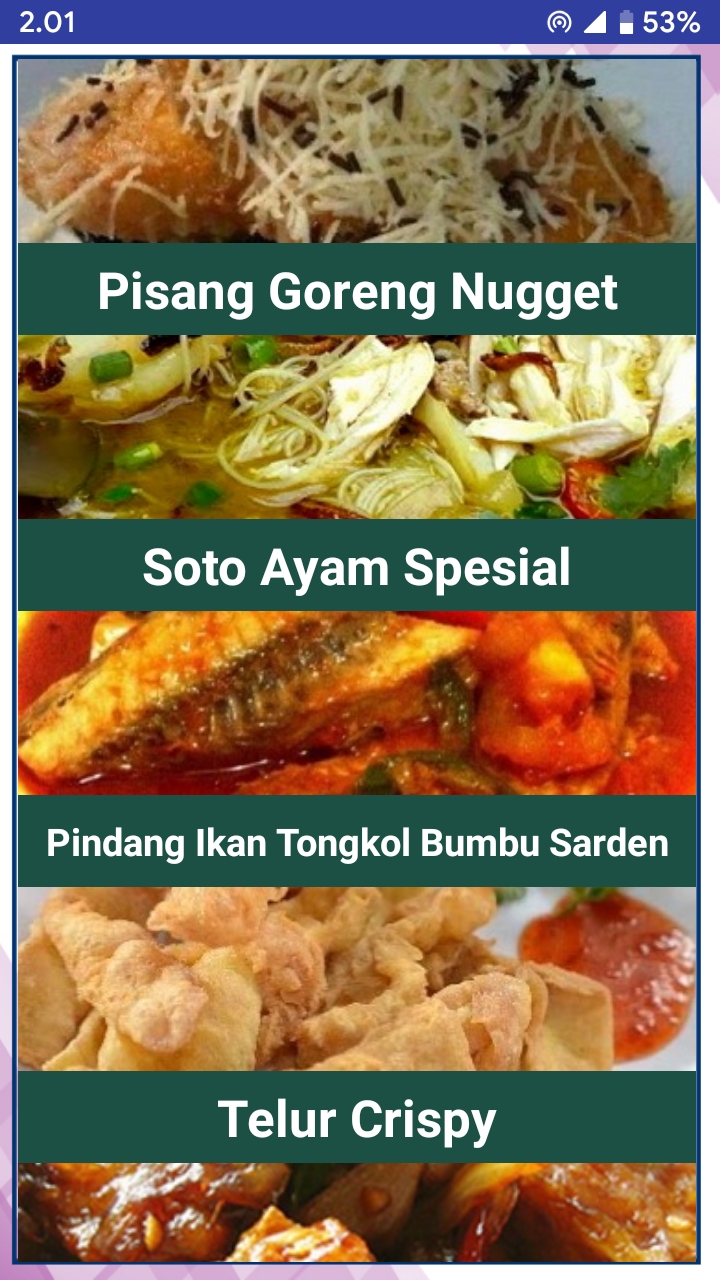 2.01
53%
Pisang Goreng Nugget
Soto Ayam Spesial
Pindang Ikan Tongkol Bumbu Sarden
Telur Crispy